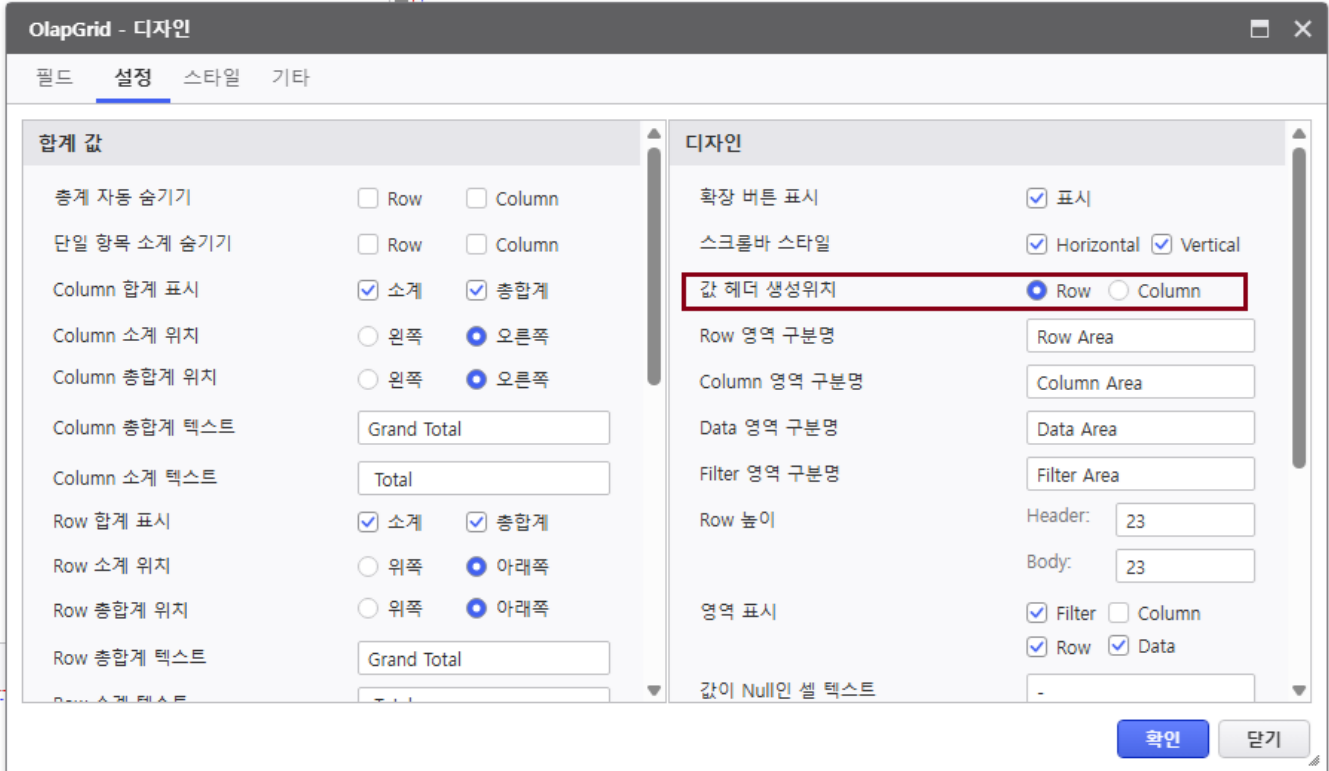 OlapGrid - 디자인
필드 설정 스타일 기타
합계 값
총계 자동 숨기기 Row Column
단일 항목 소계 숨기기 Row Column
Column 합계 표시 소계 총합계
Column 소계 위치 왼쪽 오른쪽
Column 총합계 위치 왼쪽 오른쪽
Column 총합계 텍스트 Grand Total
Column 소계 텍스트 Total
Row 합계 표시 소계 총합계
Row 소계 위치 위쪽 아래쪽
Row 총합계 위치 위쪽 아래쪽
Row 총합계 텍스트 Grand Total
Row 소계 텍스트 Total
디자인
확장 버튼 표시 표시
스크롤바 스타일 Horizontal Vertical
값 헤더 생성위치 Row Column
Row 영역 구분명 Row Area
Column 영역 구분명 Column Area
Data 영역 구분명 Data Area
Filter 영역 구분명 Filter Area
Row 높이 Header: 23
Body: 23
영역 표시 Filter Column
Row Data
값이 Null인 셀 텍스트 -
확인 닫기